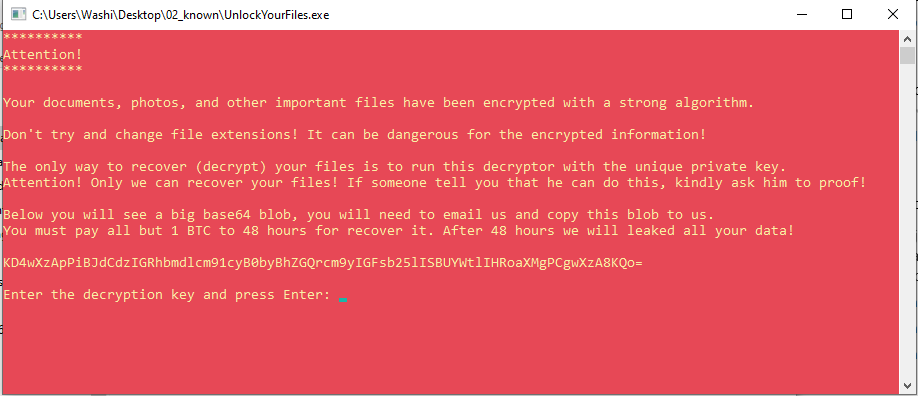 C:\Users\Washi\Desktop\02_known\UnlockYourFiles.exe
**********
Attention!
**********
Your documents, photos, and other important files have been encrypted with a strong algorithm.
Don't try and change file extensions! It can be dangerous for the encrypted information!
The only way to recover (decrypt) your files is to run this decryptor with the unique private key.
Attention! Only we can recover your files! If someone tell you that he can do this, kindly ask him to proof!
Below you will see a big base64 blob, you will need to email us and copy this blob to us.
You must pay all but 1 BTC to 48 hours for recover it. After 48 hours we will leaked all your data!
KD4wXzApPiBJdCdzIGRhbmdlcm91cyB0byBhZGQrcm9yIGFsb25lISBUYWtlIHRoaXMgPCgwXzA8KQo=
Enter the decryption key and press Enter: